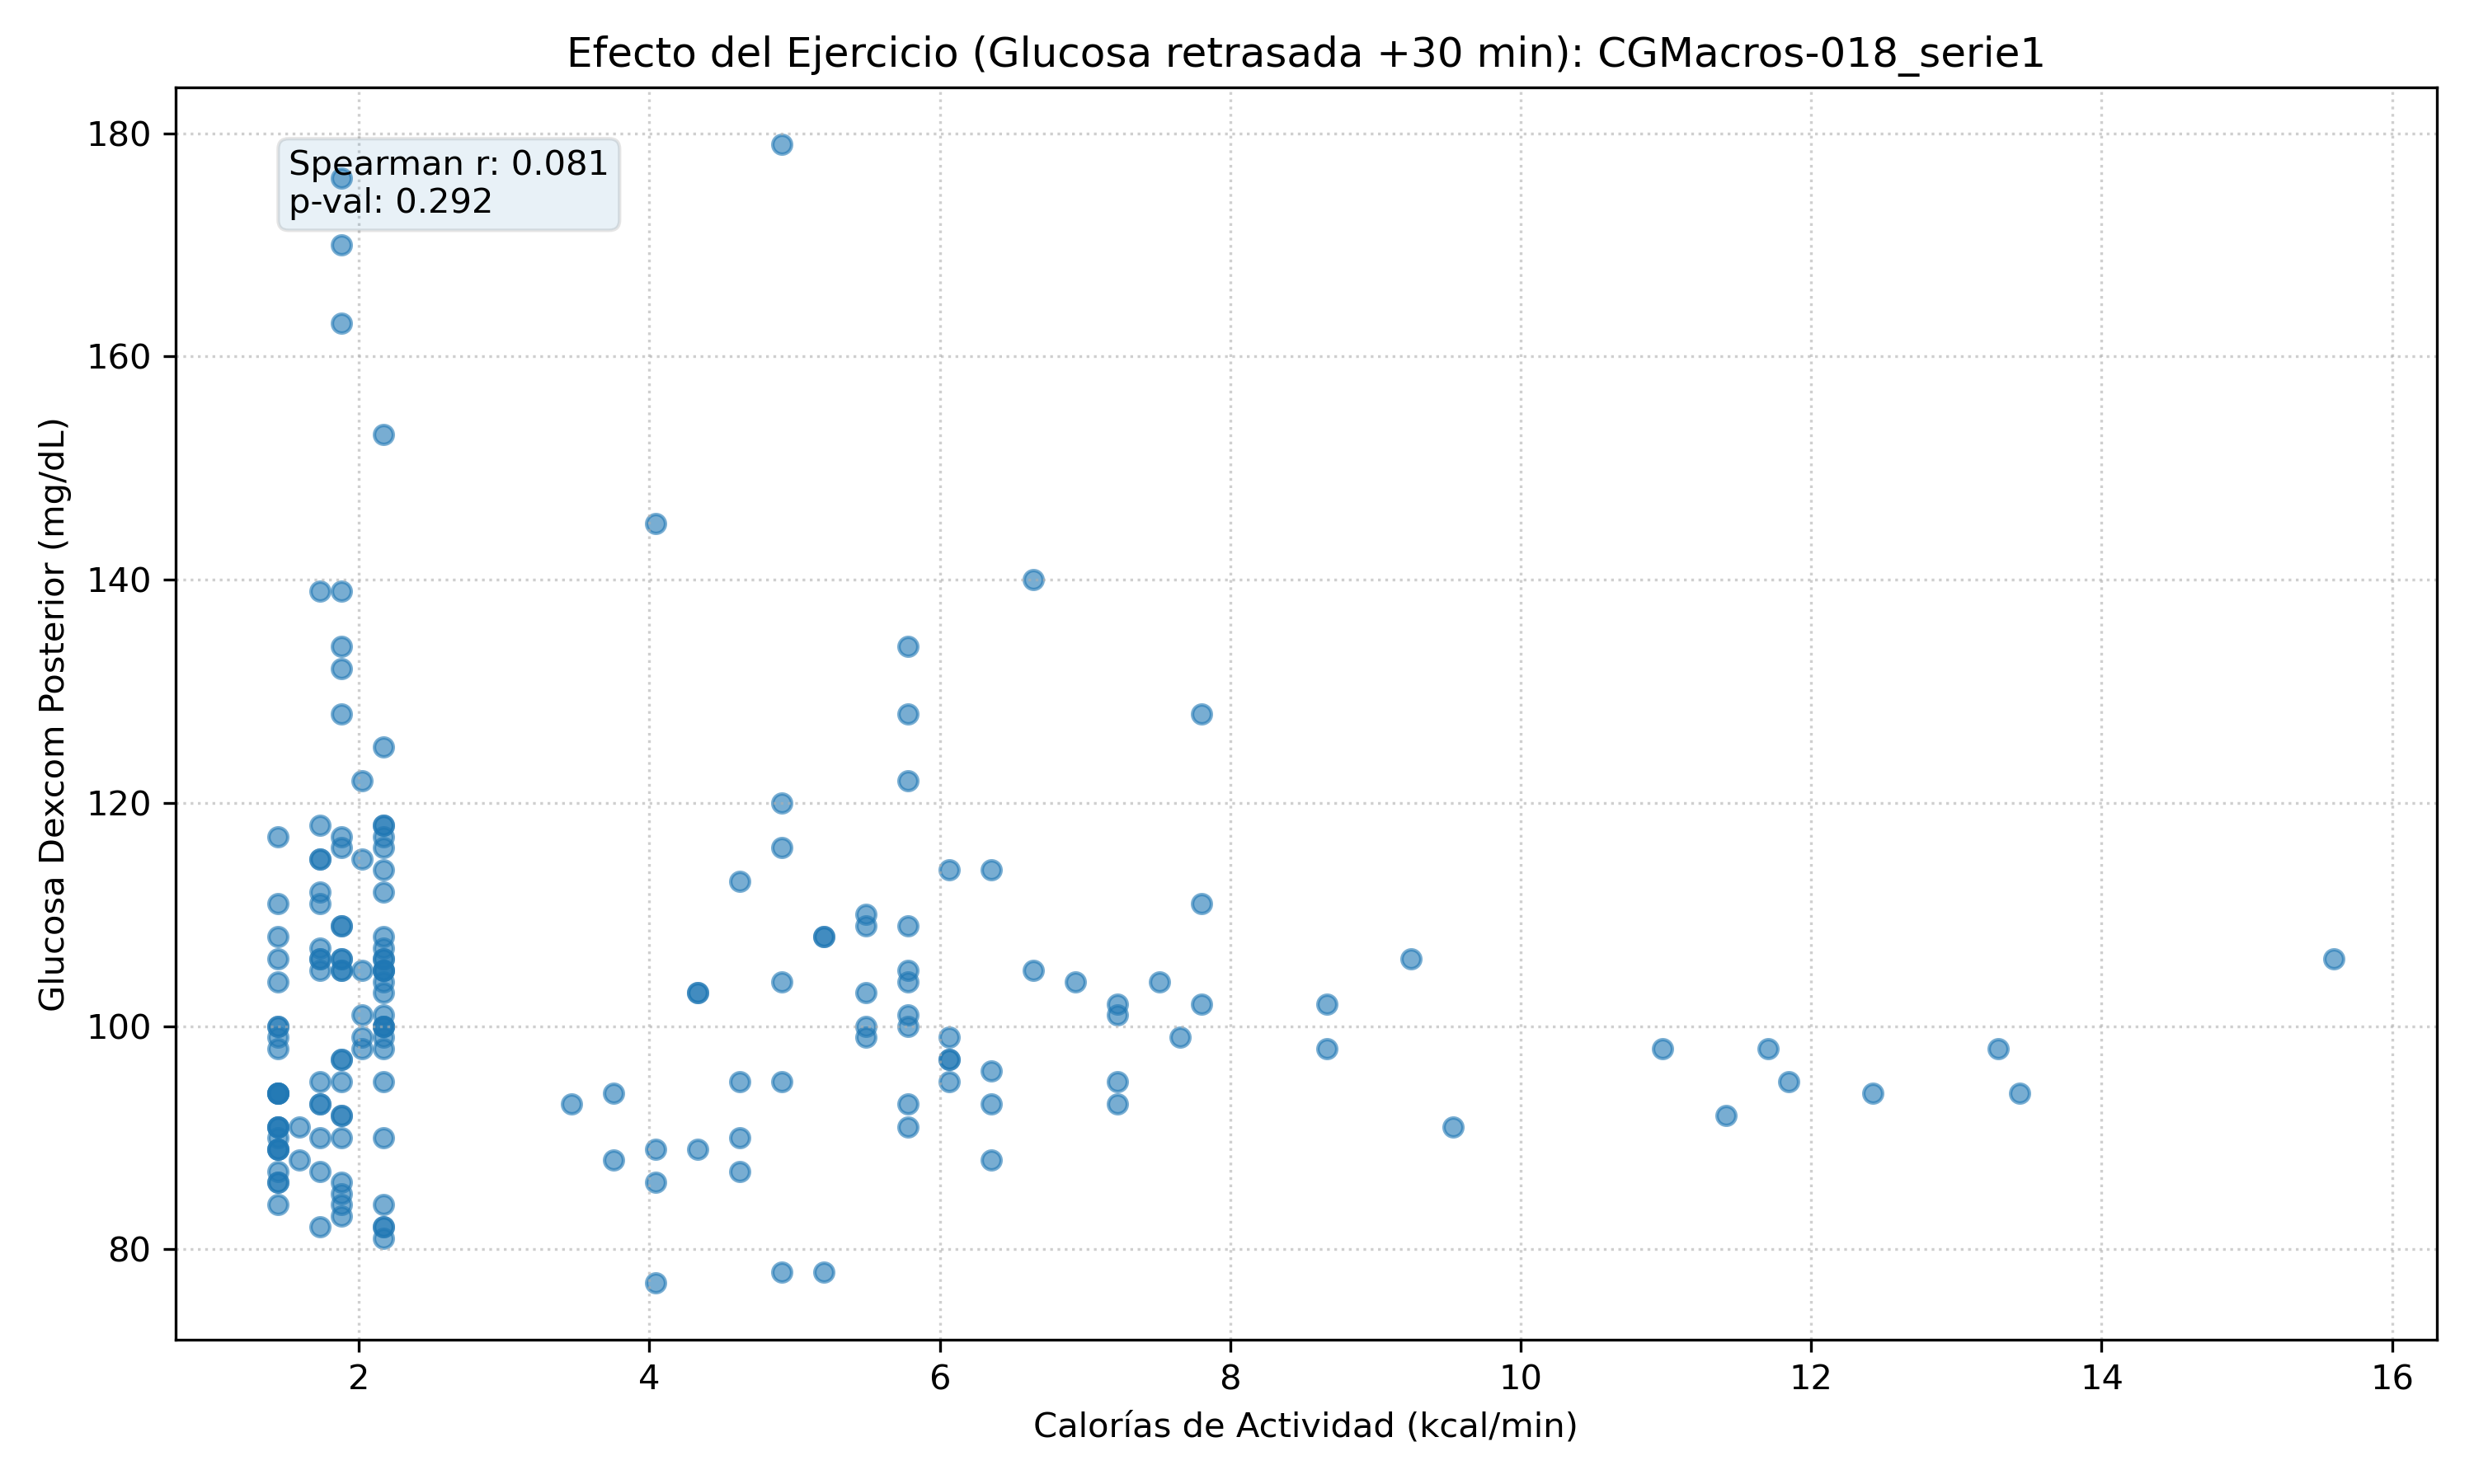 Efecto del Ejercicio (Glucosa retrasada +30 min): CGMacros-018_serie1
Spearman r: 0.081
p-val: 0.292
Glucosa Dexcom Posterior (mg/dL)
180
160
140
120
100
80
2 4 6 8 10 12 14 16
Calorías de Actividad (kcal/min)